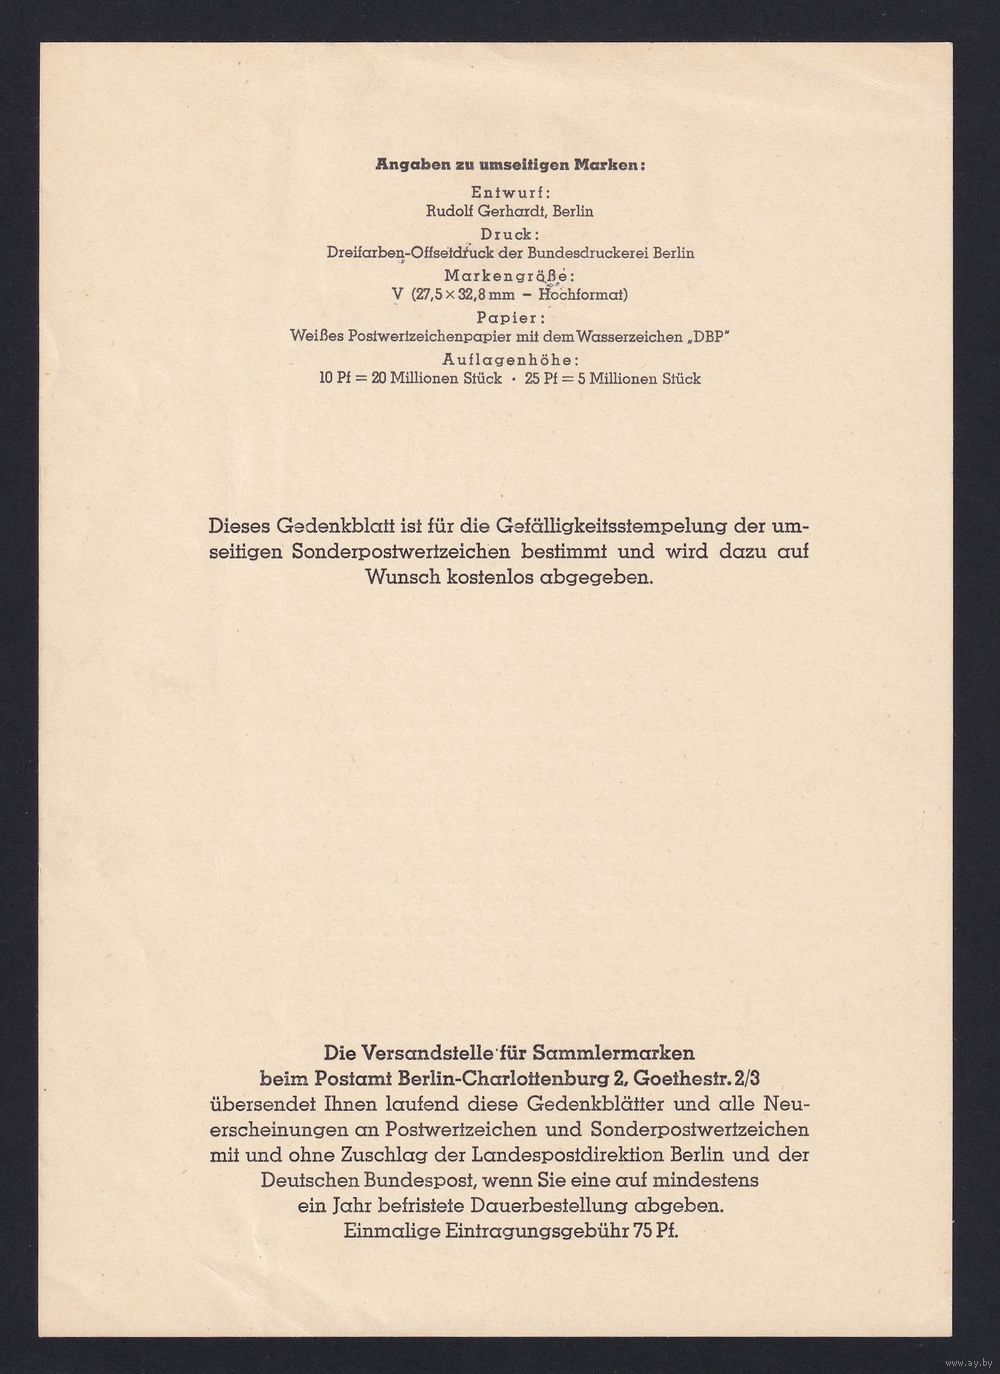 Angaben zu umseitigen Marken:
Entwurf:
Rudolf Gerhardt, Berlin
Druck:
Dreifarben-Offsetdruck der Bundesdruckerei Berlin
Markengröße:
V (27,5 × 32,8 mm – Hochformat)
Papier:
Weißes Postwertzeichenpapier mit dem Wasserzeichen „DBP"
Auflagenhöhe:
10 Pf = 20 Millionen Stück · 25 Pf = 5 Millionen Stück
Dieses Gedenkblatt ist für die Gefälligkeitsstempelung der um-
seitigen Sonderpostwertzeichen bestimmt und wird dazu auf
Wunsch kostenlos abgegeben.
Die Versandstelle für Sammlermarken
beim Postamt Berlin-Charlottenburg 2, Goethestr. 2/3
übersendet Ihnen laufend diese Gedenkblätter und alle Neu-
erscheinungen an Postwertzeichen und Sonderpostwertzeichen
mit und ohne Zuschlag der Landespostdirektion Berlin und der
Deutschen Bundespost, wenn Sie eine auf mindestens
ein Jahr befristete Dauerbestellung abgeben.
Einmalige Eintragungsgebühr 75 Pf.
www.ay.by